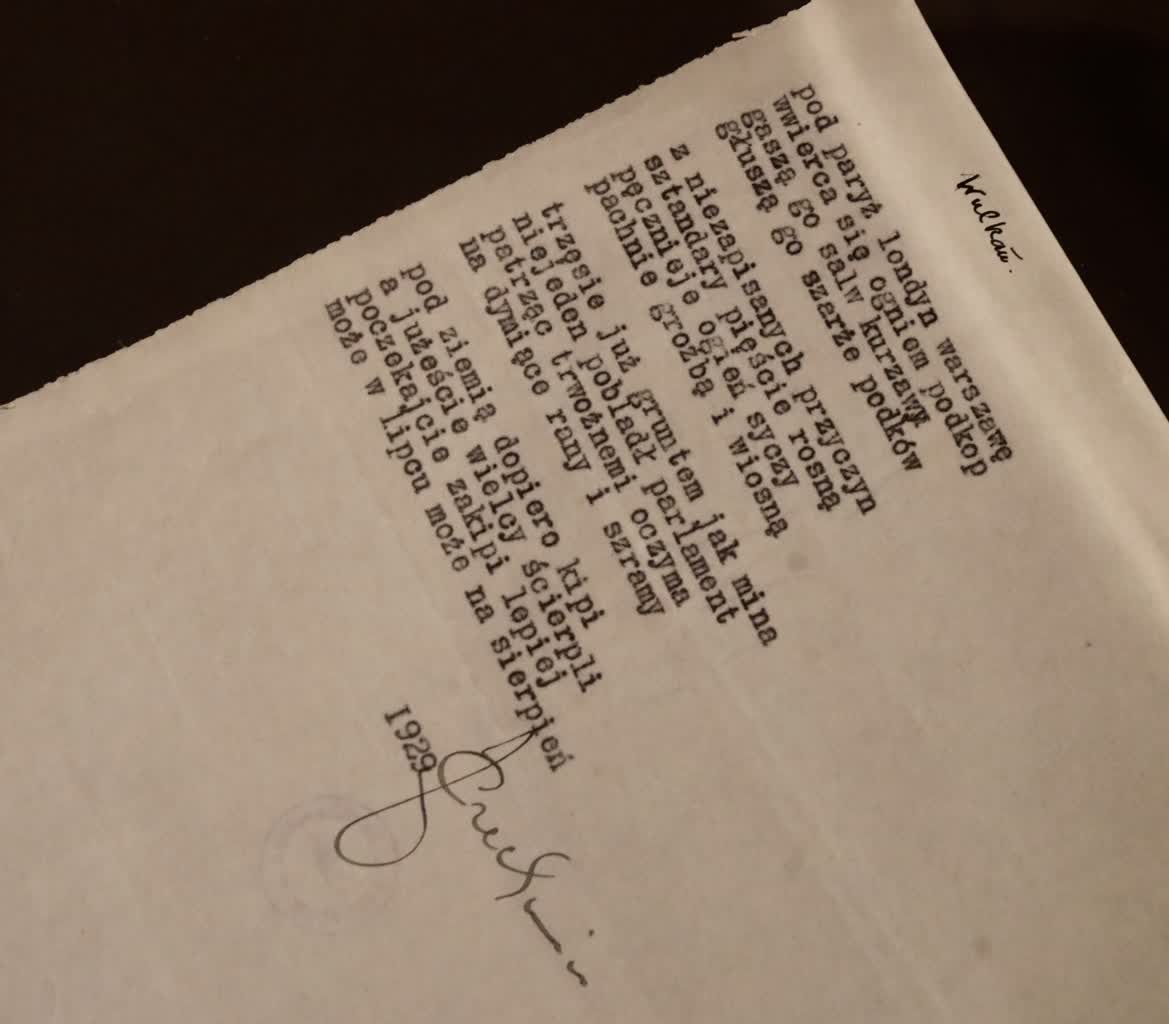 Wulkan.
pod paryż londyn warszawę
wwierca się ogniem podkop
gaszą go salw kurzawy
głuszą go szarże podków
z niezapisanych przyczyn
sztandary pięście rosną
pęcznieje ogień syczy
pachnie groźbą i wiosną
trzęsie już gruntem jak mina
niejeden pobladł parlament
patrząc trwożnemi oczyma
na dymiące rany i szramy
pod ziemią dopiero kipi
a jużeście wielcy ścierpli
poczekajcie zakipi lepiej
może w lipcu może na sierpień
1929